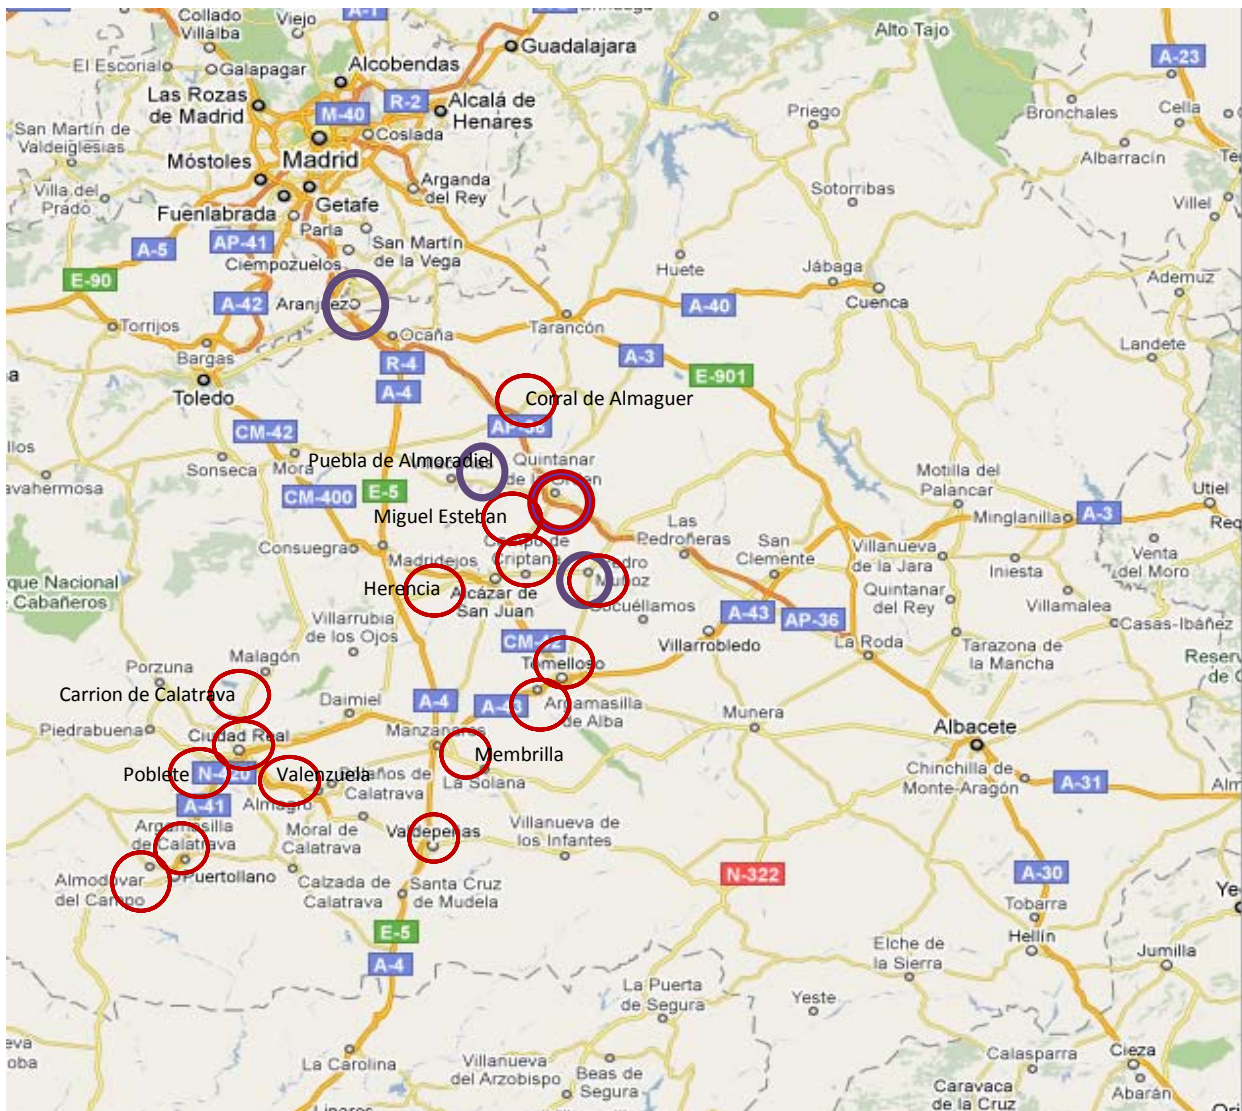 Collado
Villalba
Viejo
A-1
Guadalajara
Alto Tajo
El Escorial
Galapagar
Alcobendas
A-23
Las Rozas
de Madrid
R-2
Alcalá de
Henares
M-40
Priego
Bronchales
Cella
San Martín de
Valdeiglesias
Coslada
Madrid
Móstoles
Albarracín
Villa del
Prado
Arganda
del Rey
Sotorribas
Fuenlabrada
Getafe
Villel
Parla
A-5
AP-41
San Martín
de la Vega
Ciempozuelos
Huete
Jábaga
Ademuz
E-90
A-42
Aranjuez
A-40
Cuenca
Torrijos
Ocaña
Tarancón
Bargas
R-4
A-3
Landete
Toledo
A-4
E-901
Corral de Almaguer
CM-42
AP-36
Sonseca
Mora
Puebla de Almoradiel
Quintanar
de la Orden
Motilla del
Palancar
CM-400
E-5
Utiel
Miguel Esteban
Minglanilla
A-3
Las
Pedroñeras
Campo de
Criptana
San
Clemente
Consuegra
Madridejos
Villanueva
de la Jara
Iniesta
Venta
del Moro
Pedro
Muñoz
Herencia
Alcázar de
San Juan
Quintanar
del Rey
Villamalea
Cabañeros
Socuéllamos
A-43
AP-36
Casas-Ibáñez
Villarrubia
de los Ojos
CM-42
Villarrobledo
La Roda
Tarazona de
la Mancha
Malagón
Porzuna
Tomelloso
Carrion de Calatrava
Daimiel
A-4
A-43
Argamasilla
de Alba
Munera
Albacete
Piedrabuena
Ciudad Real
Manzanares
Membrilla
Poblete
N-420
Valenzuela
La Solana
Chinchilla de
Monte-Aragón
A-31
Calatrava
A-41
Almagro
Argamasilla
de Calatrava
Moral de
Calatrava
Valdepeñas
Villanueva de
los Infantes
Almodovar
del Campo
Puertollano
Calzada de
Calatrava
Santa Cruz
de Mudela
N-322
A-30
Tobarra
E-5
A-4
Elche de
la Sierra
Hellín
Jumilla
La Puerta
de Segura
Yeste
La Carolina
Villanueva
del Arzobispo
Beas de
Segura
Calasparra
Cieza
Caravaca
de la Cruz
Abarán